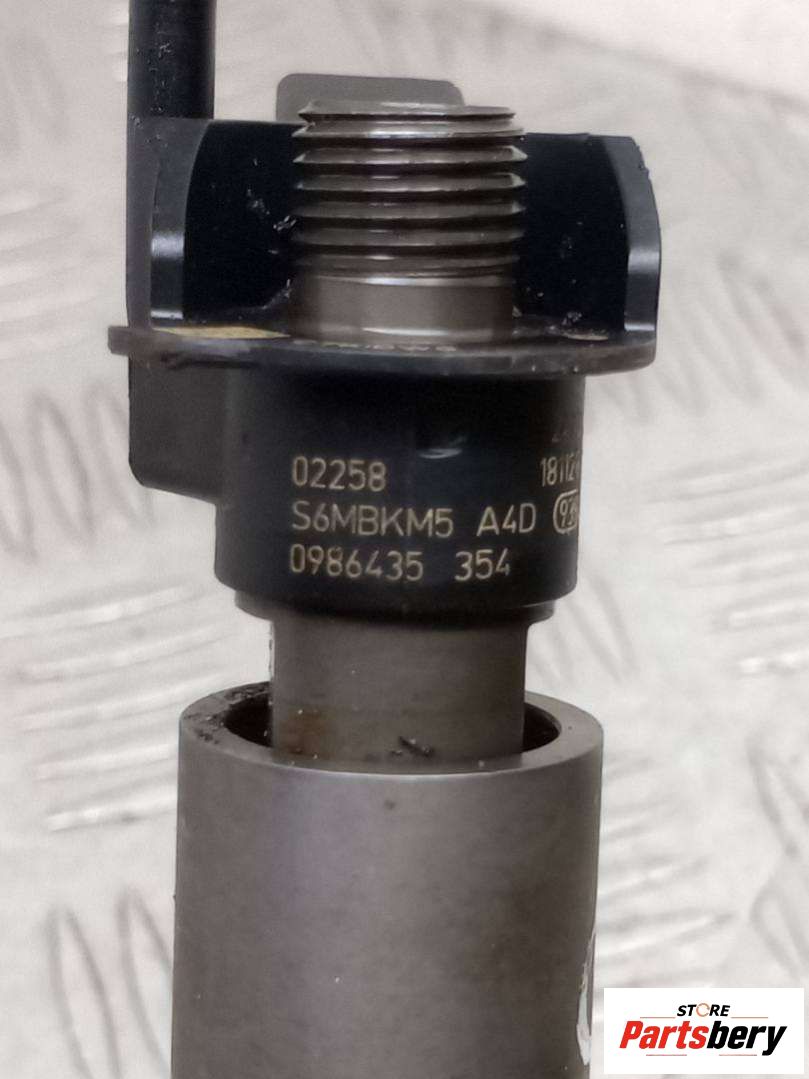 02258
S6MBKM5 A4D
0986435 354
STORE
Partsbery